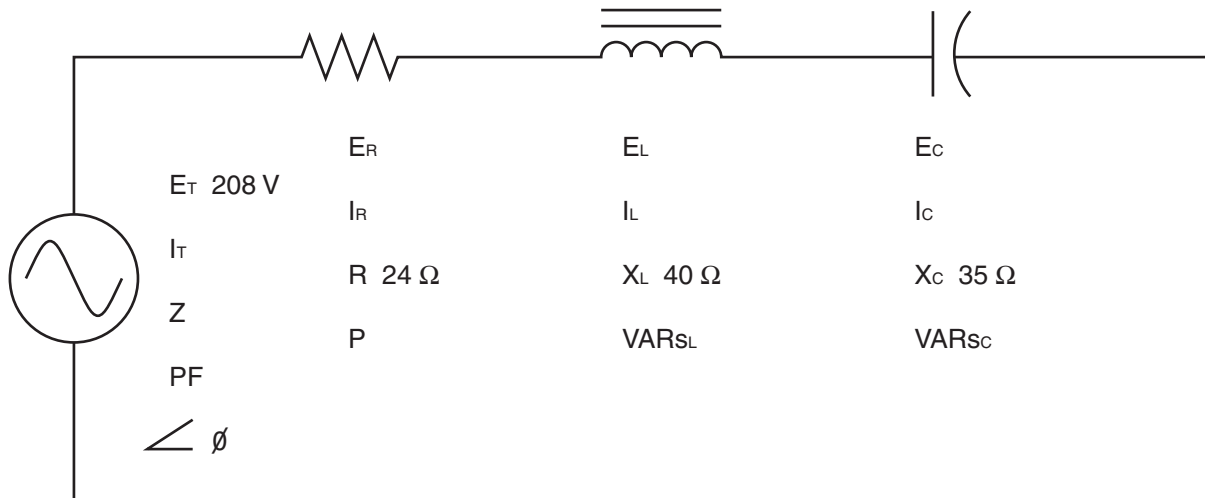 ET 208 V
IT
Z
PF
∠ ø
ER
IR
R 24 Ω
P
EL
IL
XL 40 Ω
VARsL
EC
IC
XC 35 Ω
VARsC